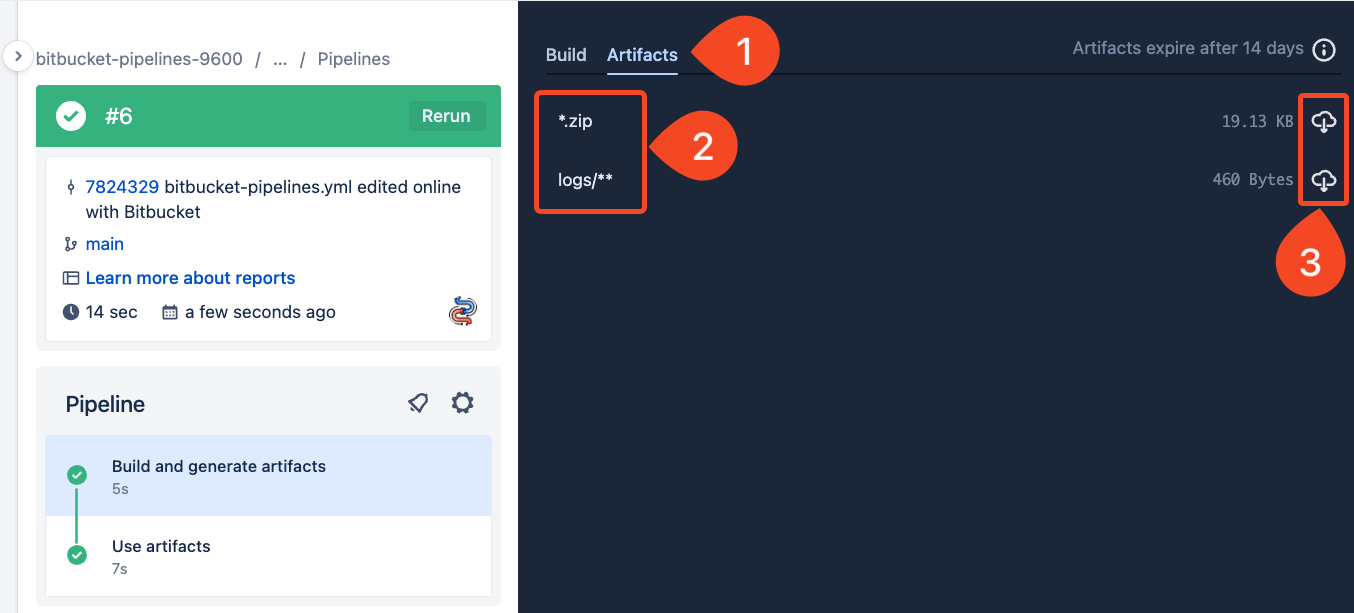 bitbucket-pipelines-9600 / ... / Pipelines
#6
Rerun
7824329 bitbucket-pipelines.yml edited online
with Bitbucket
main
Learn more about reports
14 sec
a few seconds ago
Pipeline
Build and generate artifacts
5s
Use artifacts
7s
Build
Artifacts
1
Artifacts expire after 14 days
*.zip
19.13 KB
2
logs/**
460 Bytes
3